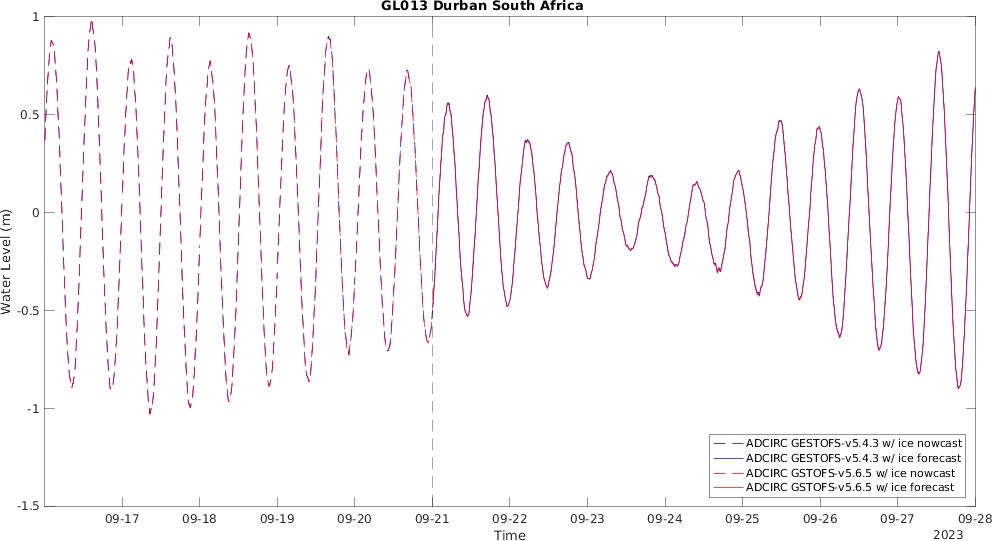 GL013 Durban South Africa
1
0.5
0
-0.5
-1
-1.5
Water Level (m)
09-17 09-18 09-19 09-20 09-21 09-22 09-23 09-24 09-25 09-26 09-27 09-28
Time
2023
ADCIRC GESTOFS-v5.4.3 w/ ice nowcast
ADCIRC GESTOFS-v5.4.3 w/ ice forecast
ADCIRC GSTOFS-v5.6.5 w/ ice nowcast
ADCIRC GSTOFS-v5.6.5 w/ ice forecast